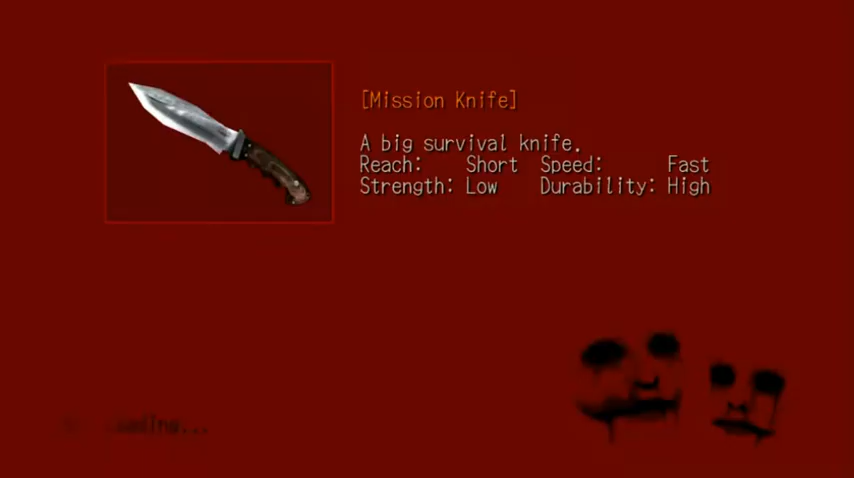 [Mission Knife]
A big survival knife.
Reach: Short Speed: Fast
Strength: Low Durability: High